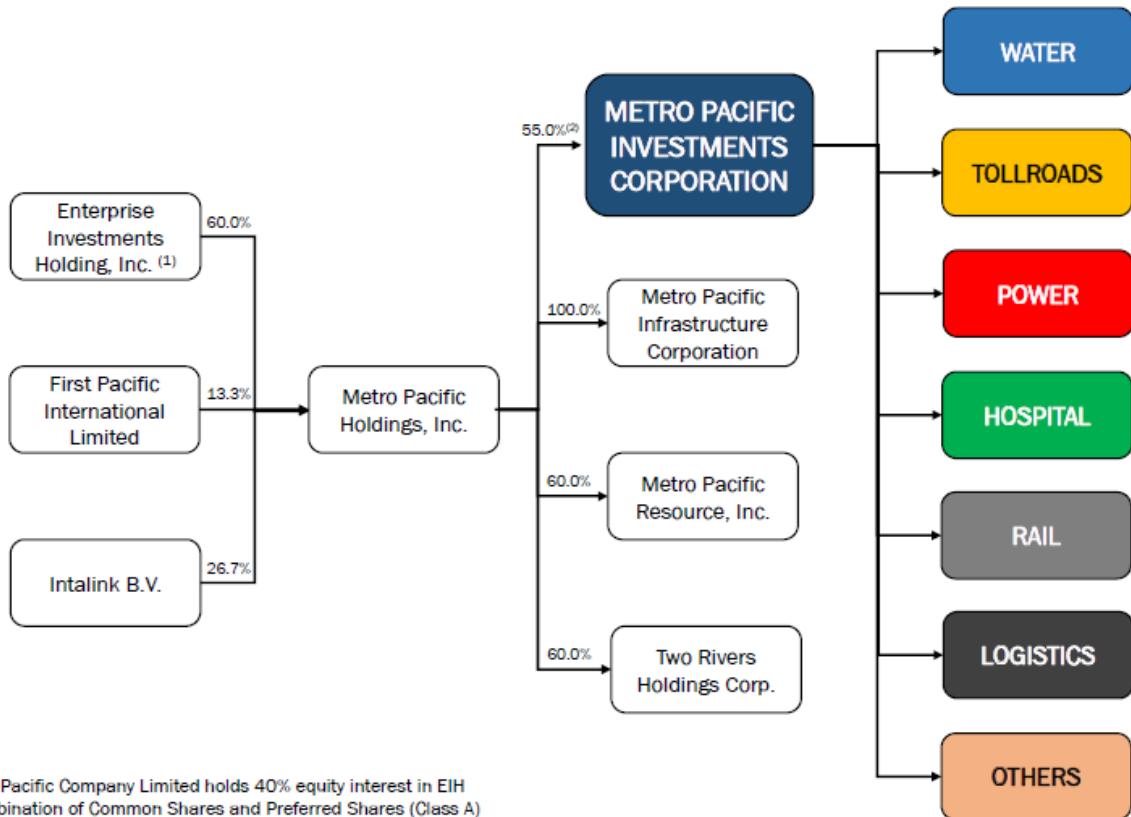 Enterprise
Investments
Holding, Inc. (1)
60.0%
First Pacific
International
Limited
13.3%
Intalink B.V.
26.7%
Metro Pacific
Holdings, Inc.
55.0%(2)
METRO PACIFIC
INVESTMENTS
CORPORATION
100.0%
Metro Pacific
Infrastructure
Corporation
60.0%
Metro Pacific
Resource, Inc.
60.0%
Two Rivers
Holdings Corp.
WATER
TOLLROADS
POWER
HOSPITAL
RAIL
LOGISTICS
OTHERS
Pacific Company Limited holds 40% equity interest in EIH
bination of Common Shares and Preferred Shares (Class A)